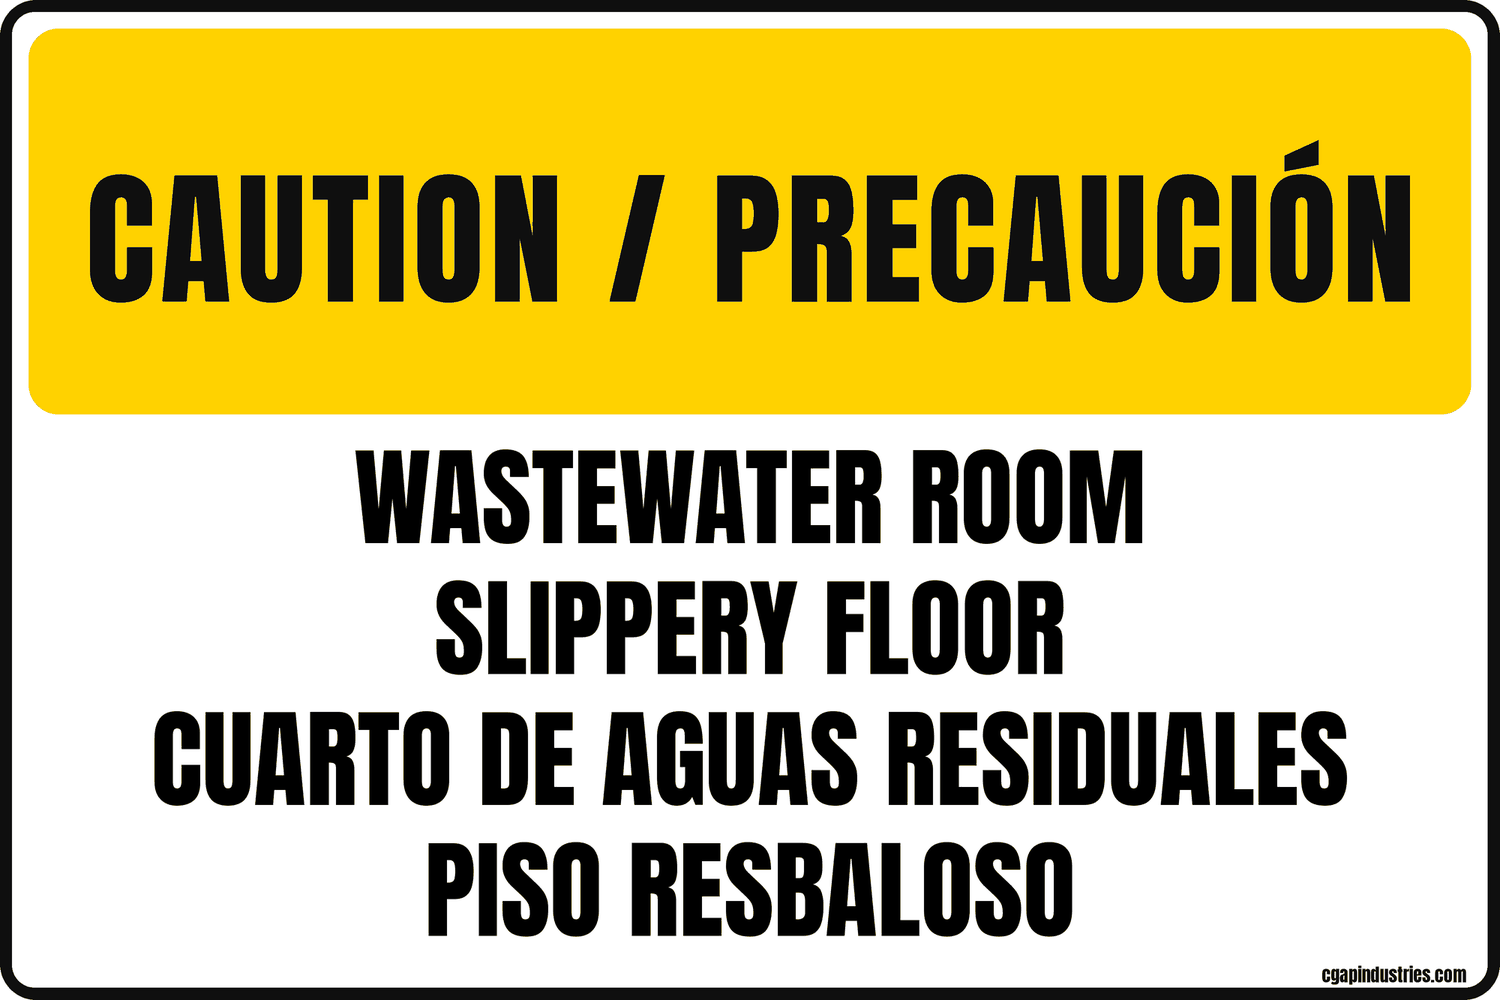 CAUTION / PRECAUCIÓN
WASTEWATER ROOM
SLIPPERY FLOOR
CUARTO DE AGUAS RESIDUALES
PISO RESBALOSO
cgapindustries.com